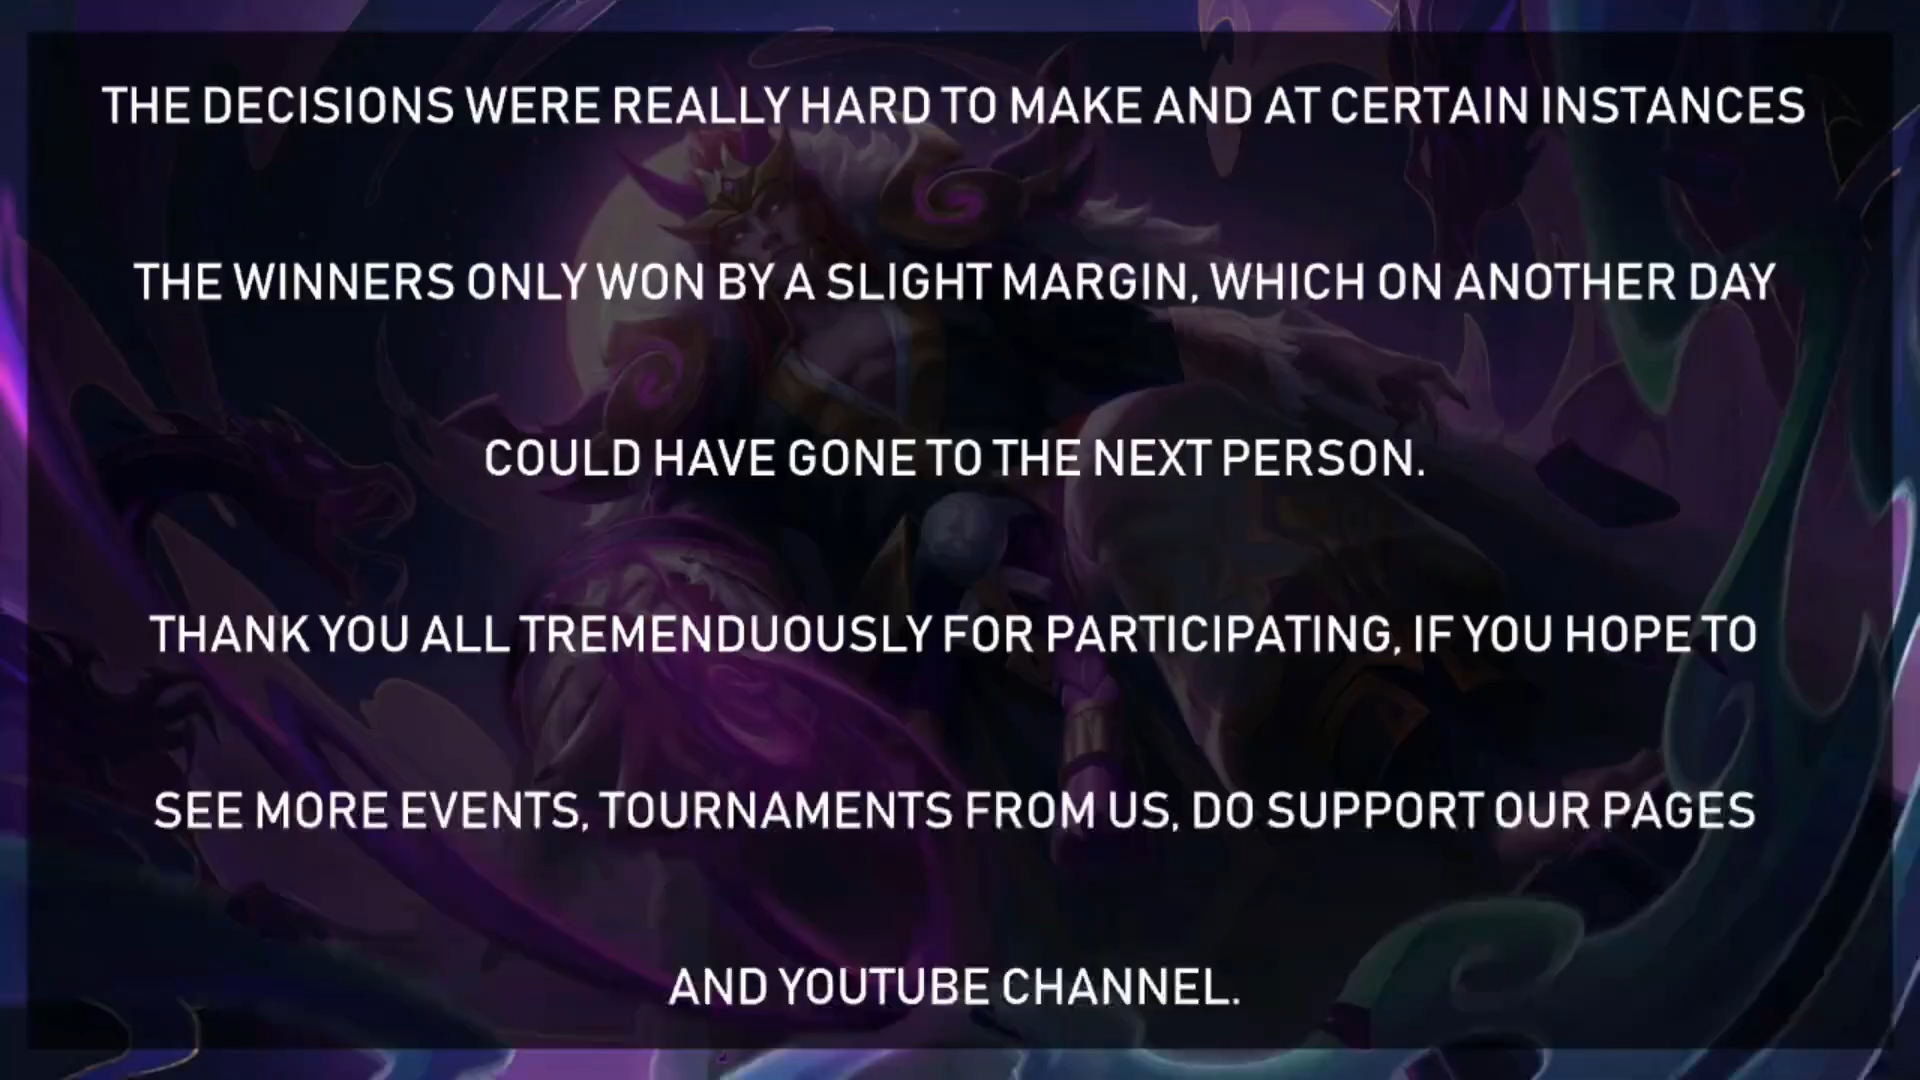 THE DECISIONS WERE REALLY HARD TO MAKE AND AT CERTAIN INSTANCES
THE WINNERS ONLY WON BY A SLIGHT MARGIN, WHICH ON ANOTHER DAY
COULD HAVE GONE TO THE NEXT PERSON.
THANK YOU ALL TREMENDUOUSLY FOR PARTICIPATING, IF YOU HOPE TO
SEE MORE EVENTS, TOURNAMENTS FROM US, DO SUPPORT OUR PAGES
AND YOUTUBE CHANNEL.